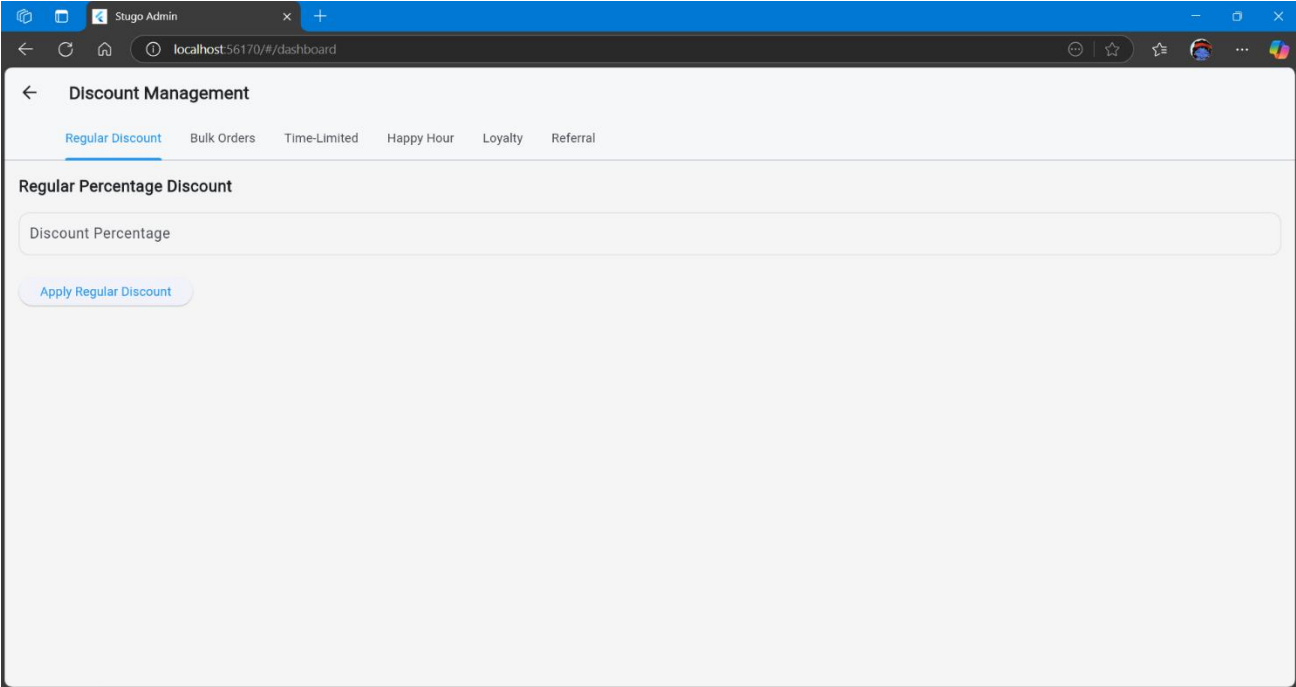 Stugo Admin
localhost:56170/#/dashboard
Discount Management
Regular Discount Bulk Orders Time-Limited Happy Hour Loyalty Referral
Regular Percentage Discount
Discount Percentage
Apply Regular Discount